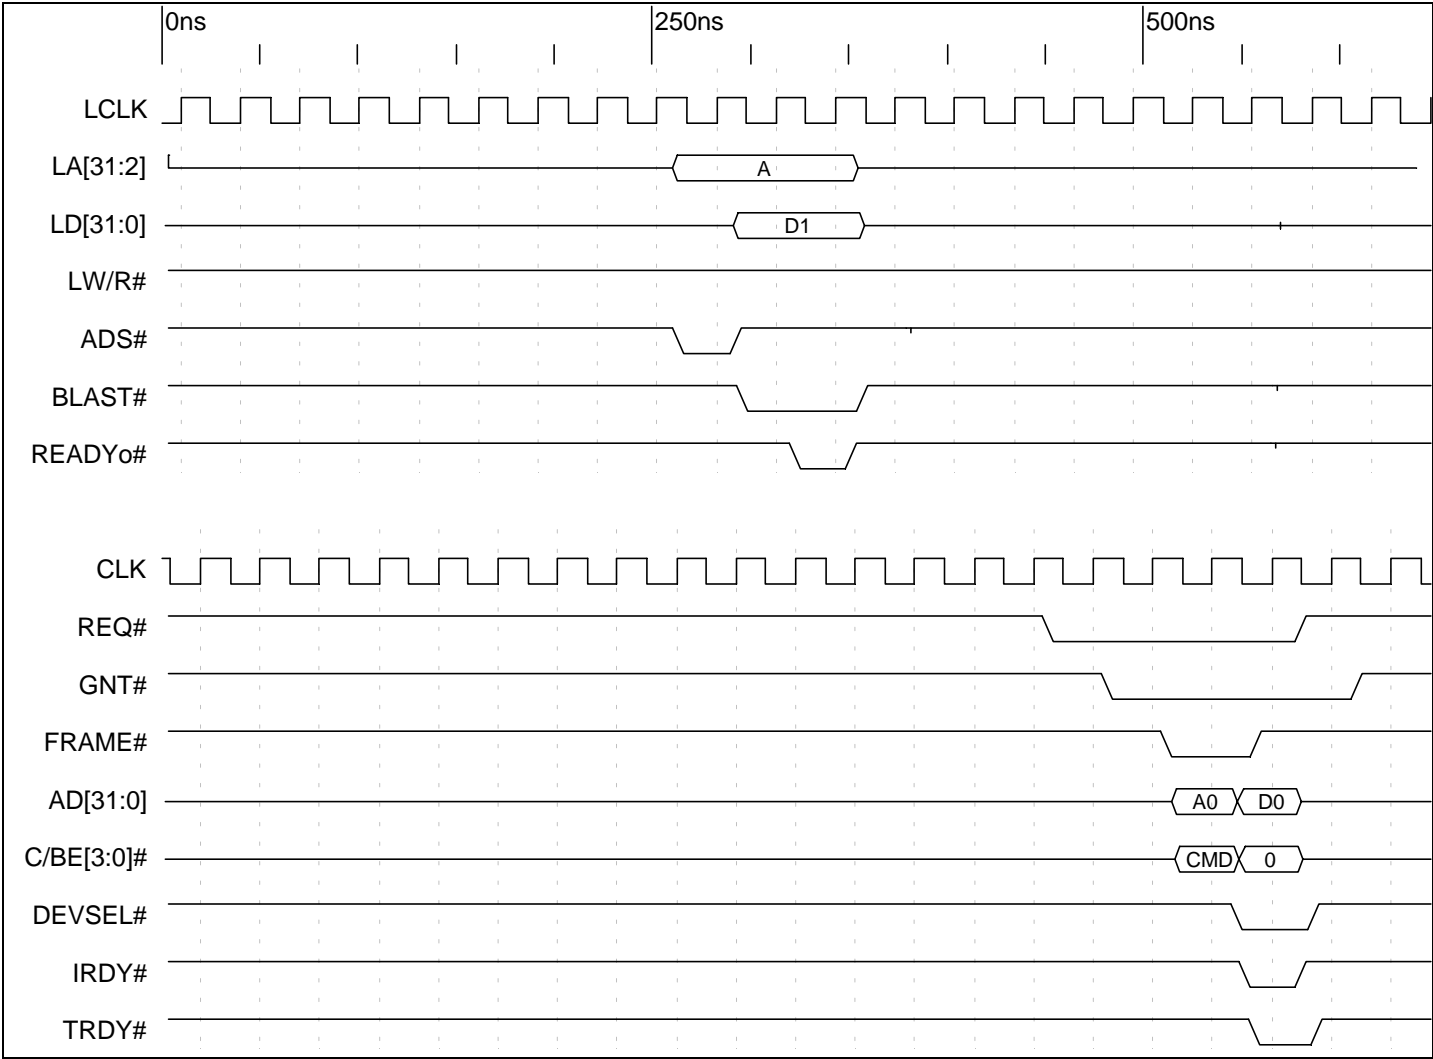 0ns 250ns 500ns
LCLK
LA[31:2] A
LD[31:0] D1
LW/R#
ADS#
BLAST#
READYo#
CLK
REQ#
GNT#
FRAME#
AD[31:0] A0 D0
C/BE[3:0]# CMD 0
DEVSEL#
IRDY#
TRDY#